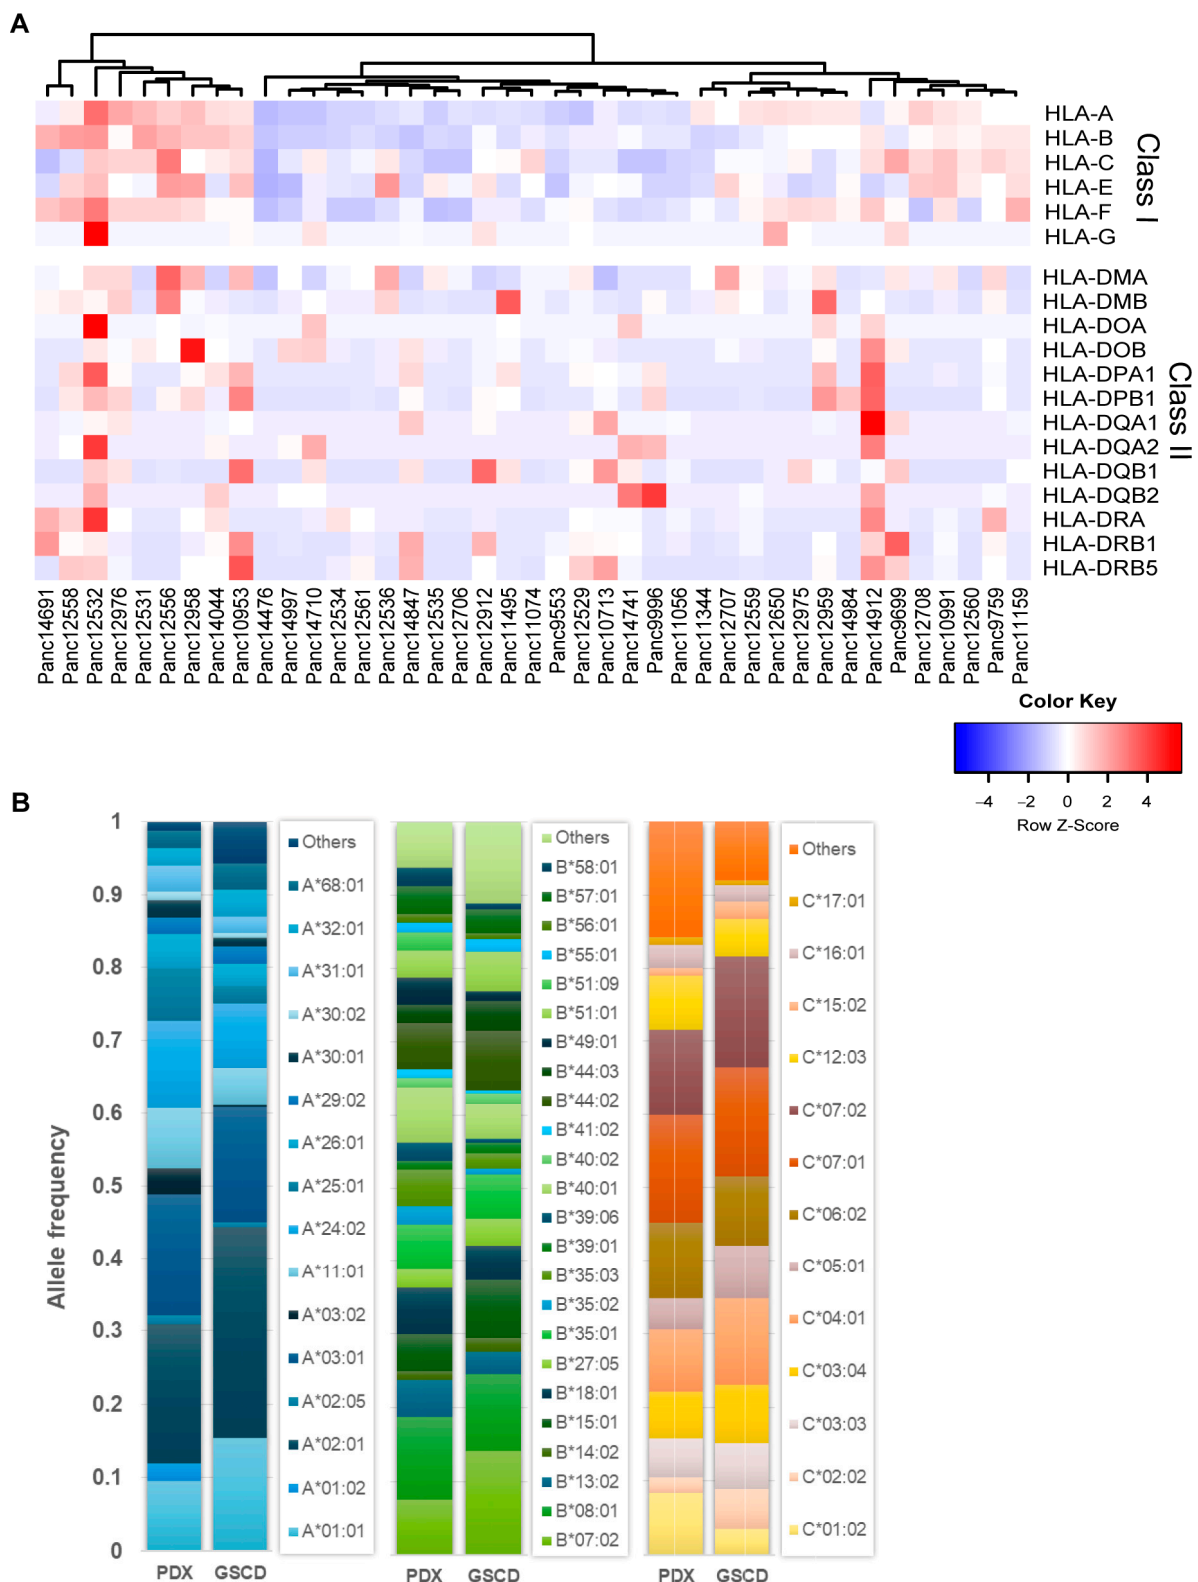 A
HLA-A
HLA-B
HLA-C
HLA-E
HLA-F
HLA-G
Class I
HLA-DMA
HLA-DMB
HLA-DOA
HLA-DOB
HLA-DPA1
HLA-DPB1
HLA-DQA1
HLA-DQA2
HLA-DQB1
HLA-DQB2
HLA-DRA
HLA-DRB1
HLA-DRB5
Class II
Panc14691
Panc12558
Panc12532
Panc12976
Panc12531
Panc12556
Panc12958
Panc14044
Panc10953
Panc14476
Panc14997
Panc14710
Panc12534
Panc12561
Panc12536
Panc14847
Panc12535
Panc12706
Panc12912
Panc11495
Panc11074
Panc9553
Panc12529
Panc10713
Panc14741
Panc9996
Panc11056
Panc11344
Panc12707
Panc12559
Panc12650
Panc12975
Panc12959
Panc14984
Panc14912
Panc9699
Panc12708
Panc10991
Panc12560
Panc9759
Panc11159
Color Key
−4 −2 0 2 4
Row Z-Score
B
Allele frequency
1
0.9
0.8
0.7
0.6
0.5
0.4
0.3
0.2
0.1
0
PDX GSCD
Others
A*68:01
A*32:01
A*31:01
A*30:02
A*30:01
A*29:02
A*26:01
A*25:01
A*24:02
A*11:01
A*03:02
A*03:01
A*02:05
A*02:01
A*01:02
A*01:01
PDX GSCD
Others
B*58:01
B*57:01
B*56:01
B*55:01
B*51:09
B*51:01
B*49:01
B*44:03
B*44:02
B*41:02
B*40:02
B*40:01
B*39:06
B*39:01
B*35:03
B*35:02
B*35:01
B*27:05
B*18:01
B*15:01
B*14:02
B*13:02
B*08:01
B*07:02
PDX GSCD
Others
C*17:01
C*16:01
C*15:02
C*12:03
C*07:02
C*07:01
C*06:02
C*05:01
C*04:01
C*03:04
C*03:03
C*02:02
C*01:02